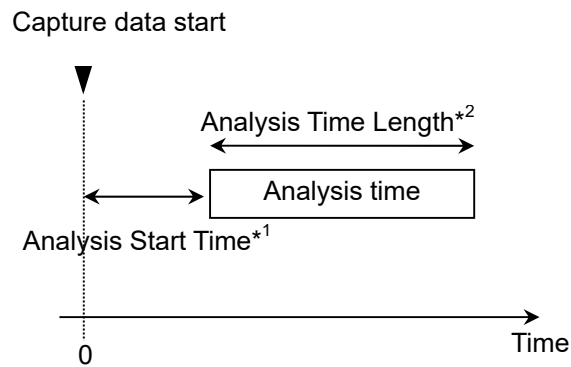 Capture data start
Analysis Time Length*2
Analysis time
Analysis Start Time*1
Time
0